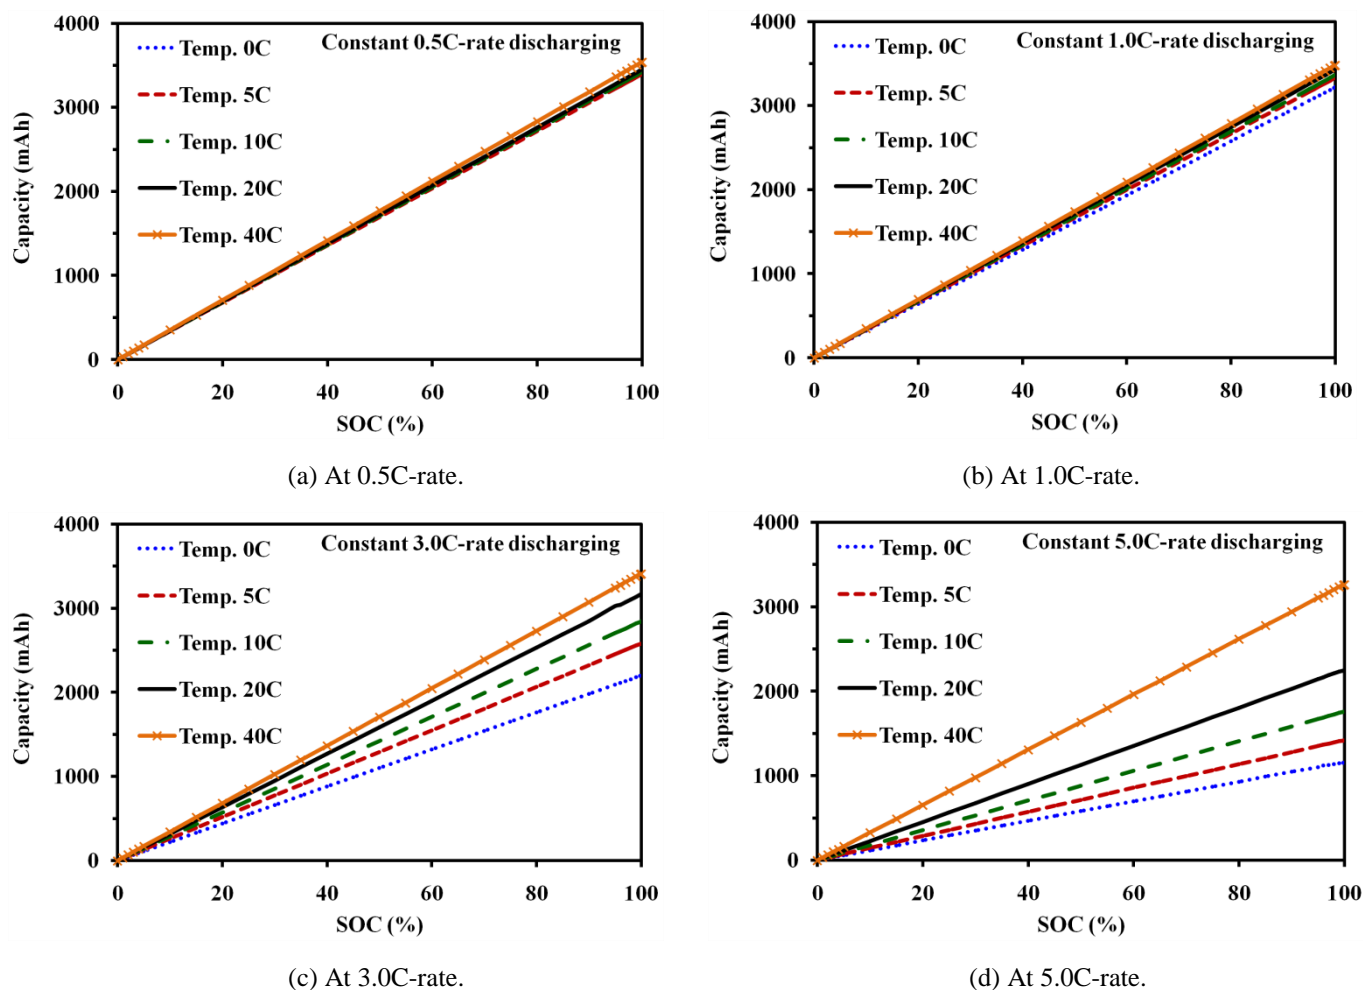 Constant 0.5C-rate discharging
Capacity (mAh)
4000
3000
2000
1000
0
Temp. 0C
Temp. 5C
Temp. 10C
Temp. 20C
Temp. 40C
0 20 40 60 80 100
SOC (%)
(a) At 0.5C-rate.
Constant 1.0C-rate discharging
Capacity (mAh)
4000
3000
2000
1000
0
Temp. 0C
Temp. 5C
Temp. 10C
Temp. 20C
Temp. 40C
0 20 40 60 80 100
SOC (%)
(b) At 1.0C-rate.
Constant 3.0C-rate discharging
Capacity (mAh)
4000
3000
2000
1000
0
Temp. 0C
Temp. 5C
Temp. 10C
Temp. 20C
Temp. 40C
0 20 40 60 80 100
SOC (%)
(c) At 3.0C-rate.
Constant 5.0C-rate discharging
Capacity (mAh)
4000
3000
2000
1000
0
Temp. 0C
Temp. 5C
Temp. 10C
Temp. 20C
Temp. 40C
0 20 40 60 80 100
SOC (%)
(d) At 5.0C-rate.